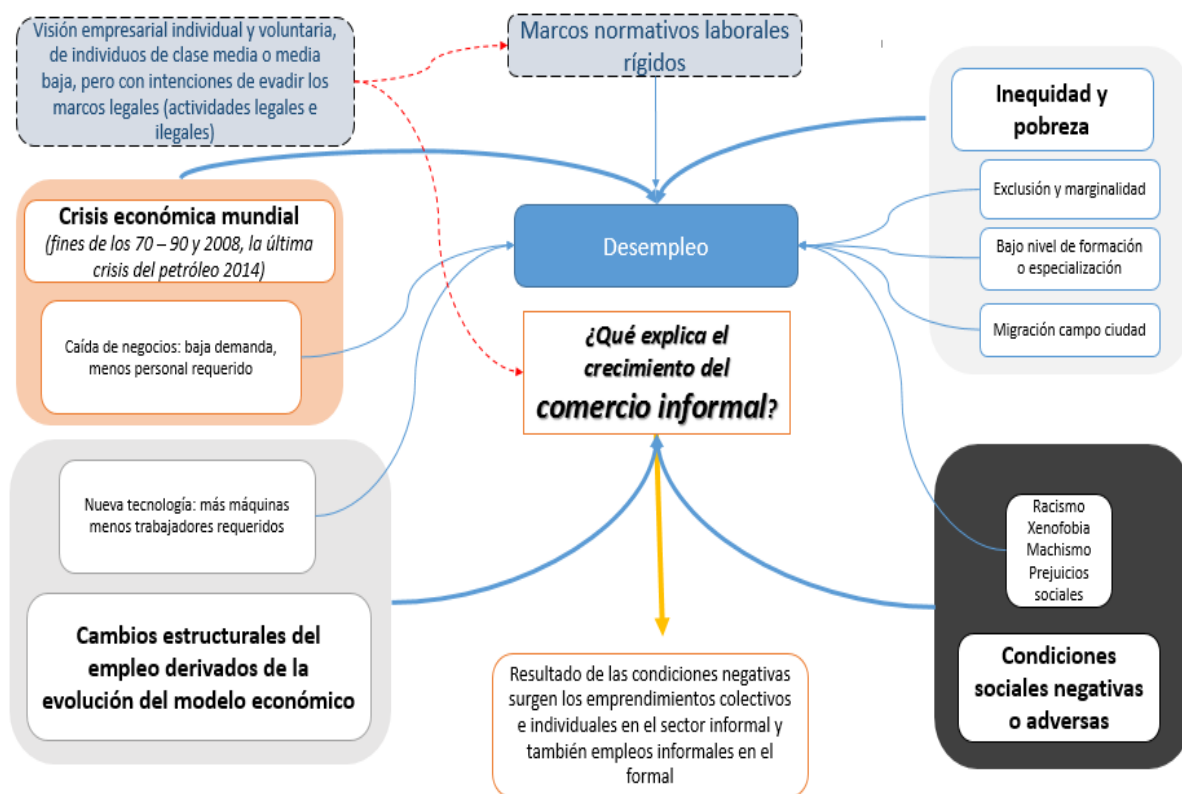 Visión empresarial individual y voluntaria,
de individuos de clase media o media
baja, pero con intenciones de evadir los
marcos legales (actividades legales e
ilegales)
Marcos normativos laborales
rígidos
Inequidad y
pobreza
Exclusión y marginalidad
Bajo nivel de formación
o especialización
Migración campo ciudad
Crisis económica mundial
(fines de los 70 – 90 y 2008, la última
crisis del petróleo 2014)
Caída de negocios: baja demanda,
menos personal requerido
Desempleo
¿Qué explica el
crecimiento del
comercio informal?
Nueva tecnología: más máquinas
menos trabajadores requeridos
Cambios estructurales del
empleo derivados de la
evolución del modelo económico
Resultado de las condiciones negativas
surgen los emprendimientos colectivos
e individuales en el sector informal y
también empleos informales en el
formal
Racismo
Xenofobia
Machismo
Prejuicios
sociales
Condiciones
sociales negativas
o adversas